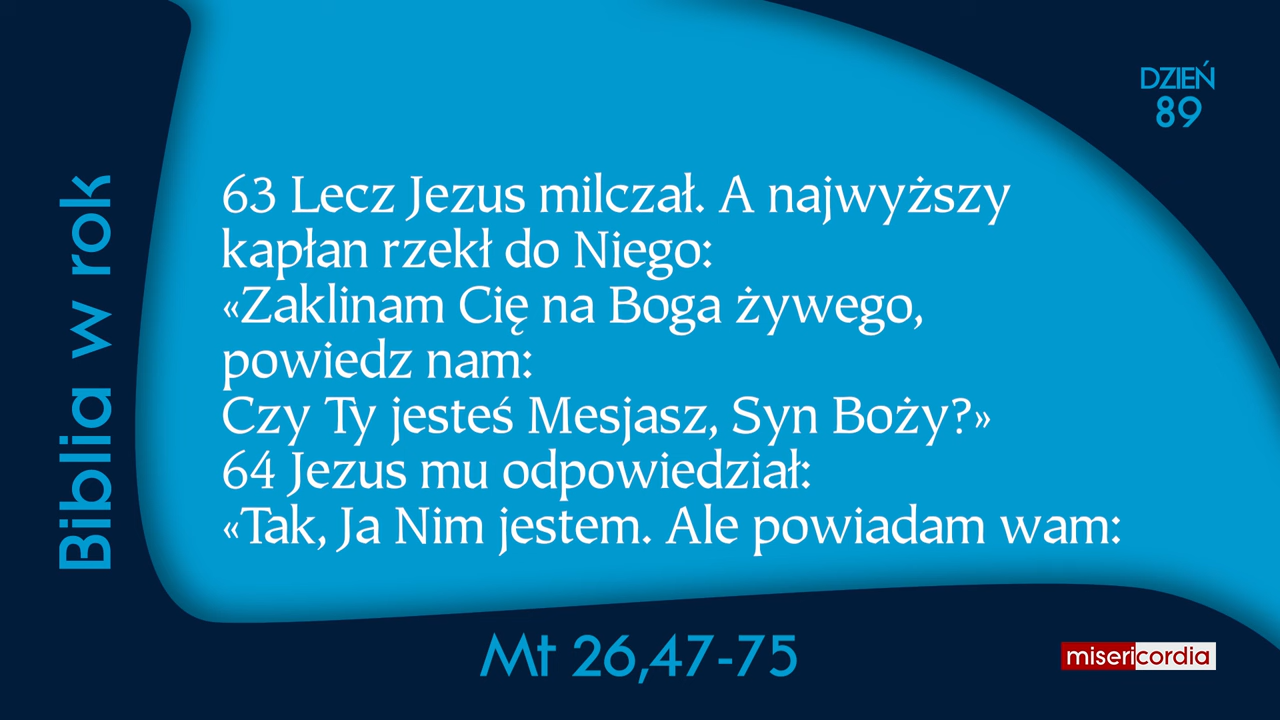 DZIEŃ
89
Biblia w rok
63 Lecz Jezus milczał. A najwyższy
kapłan rzekł do Niego:
«Zaklinam Cię na Boga żywego,
powiedz nam:
Czy Ty jesteś Mesjasz, Syn Boży?»
64 Jezus mu odpowiedział:
«Tak, Ja Nim jestem. Ale powiadam wam:
Mt 26,47-75
misericordia